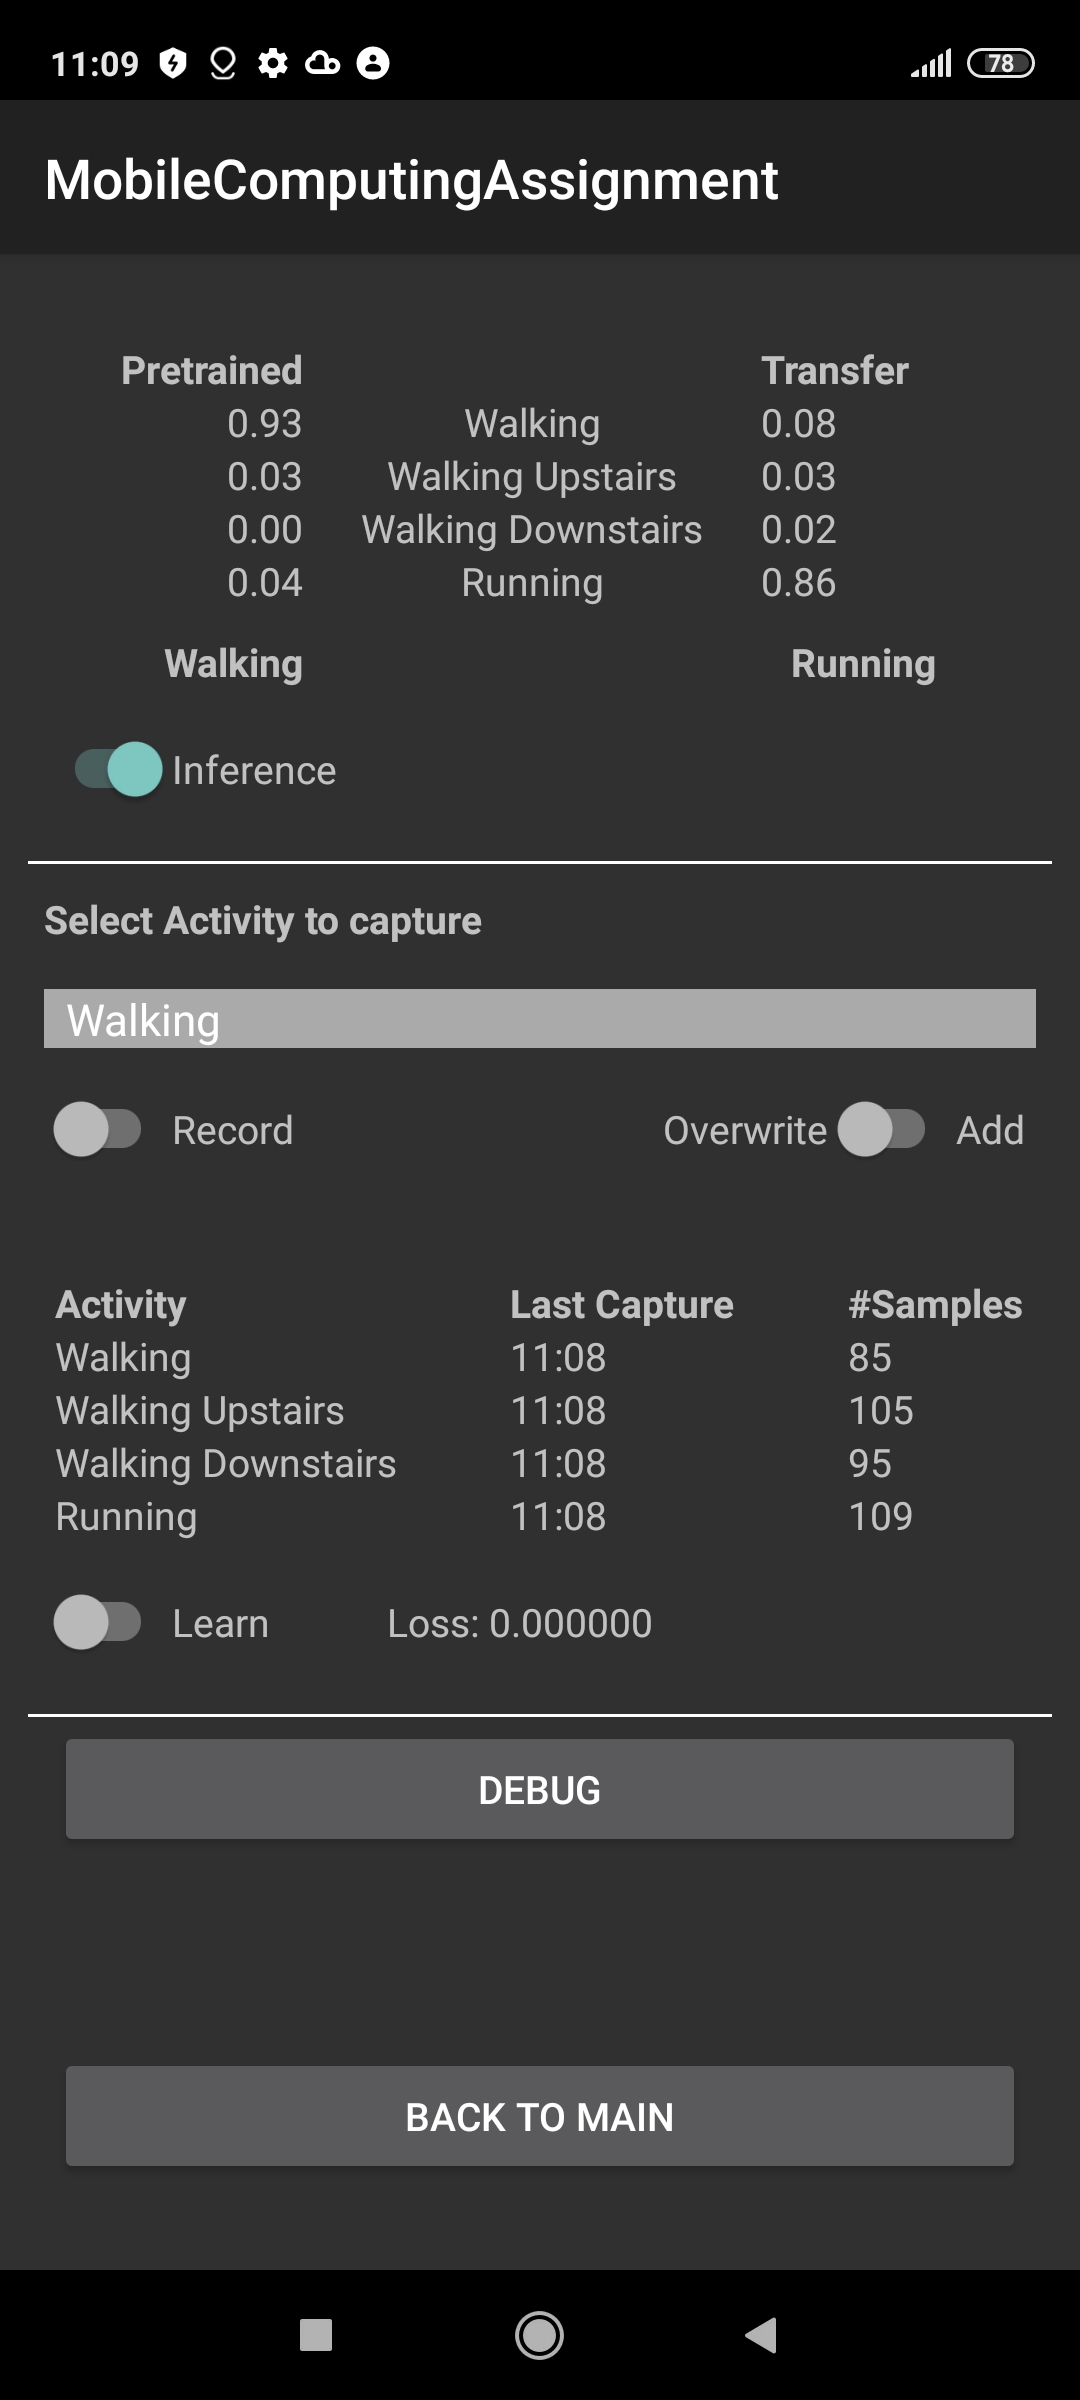 11:09 78
MobileComputingAssignment
Pretrained Transfer
0.93 Walking 0.08
0.03 Walking Upstairs 0.03
0.00 Walking Downstairs 0.02
0.04 Running 0.86
Walking Running
Inference
Select Activity to capture
Walking
Record Overwrite Add
Activity Last Capture #Samples
Walking 11:08 85
Walking Upstairs 11:08 105
Walking Downstairs 11:08 95
Running 11:08 109
Learn Loss: 0.000000
DEBUG
BACK TO MAIN